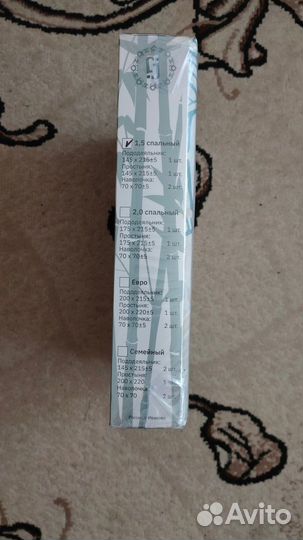 1,5 спальный
Пододеяльник:
145 x 215±5 1 шт.
Простыня:
145 x 215±5 1 шт.
Наволочка:
70 x 70±5 2 шт.
2,0 спальный
Пододеяльник:
175 x 215±5 1 шт.
Простыня:
175 x 215±5 1 шт.
Наволочка:
70 x 70±5 2 шт.
Евро
Пододеяльник:
200 x 215±5 1 шт.
Простыня:
200 x 220±5 1 шт.
Наволочка:
70 x 70±5 2 шт.
Семейный
Пододеяльник:
145 x 215±5 2 шт.
Простыня:
200 x 220 1 шт.
Наволочка:
70 x 70 2 шт.
Иваново
Avito